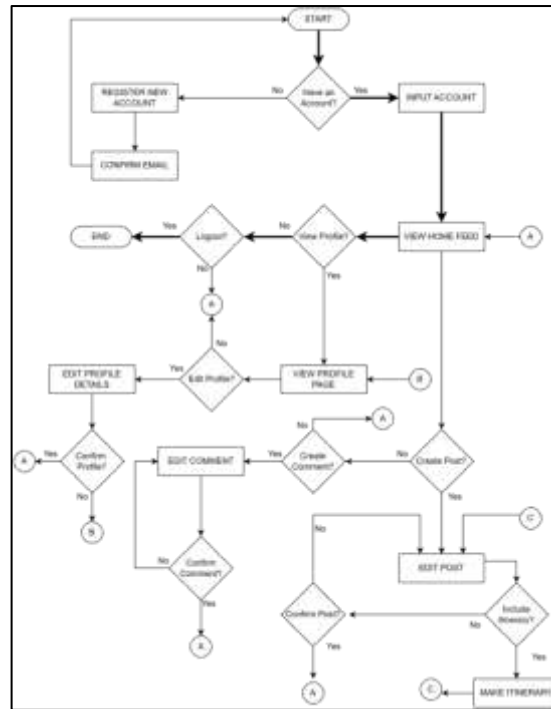 START
Have an
Account?
No
Yes
REGISTER NEW
ACCOUNT
INPUT ACCOUNT
CONFIRM EMAIL
END
Yes
Logout?
No
View Profile?
VIEW HOME FEED
A
No
Yes
No
EDIT PROFILE
DETAILS
Yes
Edit Profile?
VIEW PROFILE
PAGE
No
A
Yes
Confirm
Profile?
EDIT COMMENT
Yes
Create
Comment?
No
Create Post?
A
No
Yes
No
C
Confirm
Comment?
EDIT POST
No
Yes
Confirm Post?
No
Include
A
Yes
Yes
A
C
MAKE ITINERARY